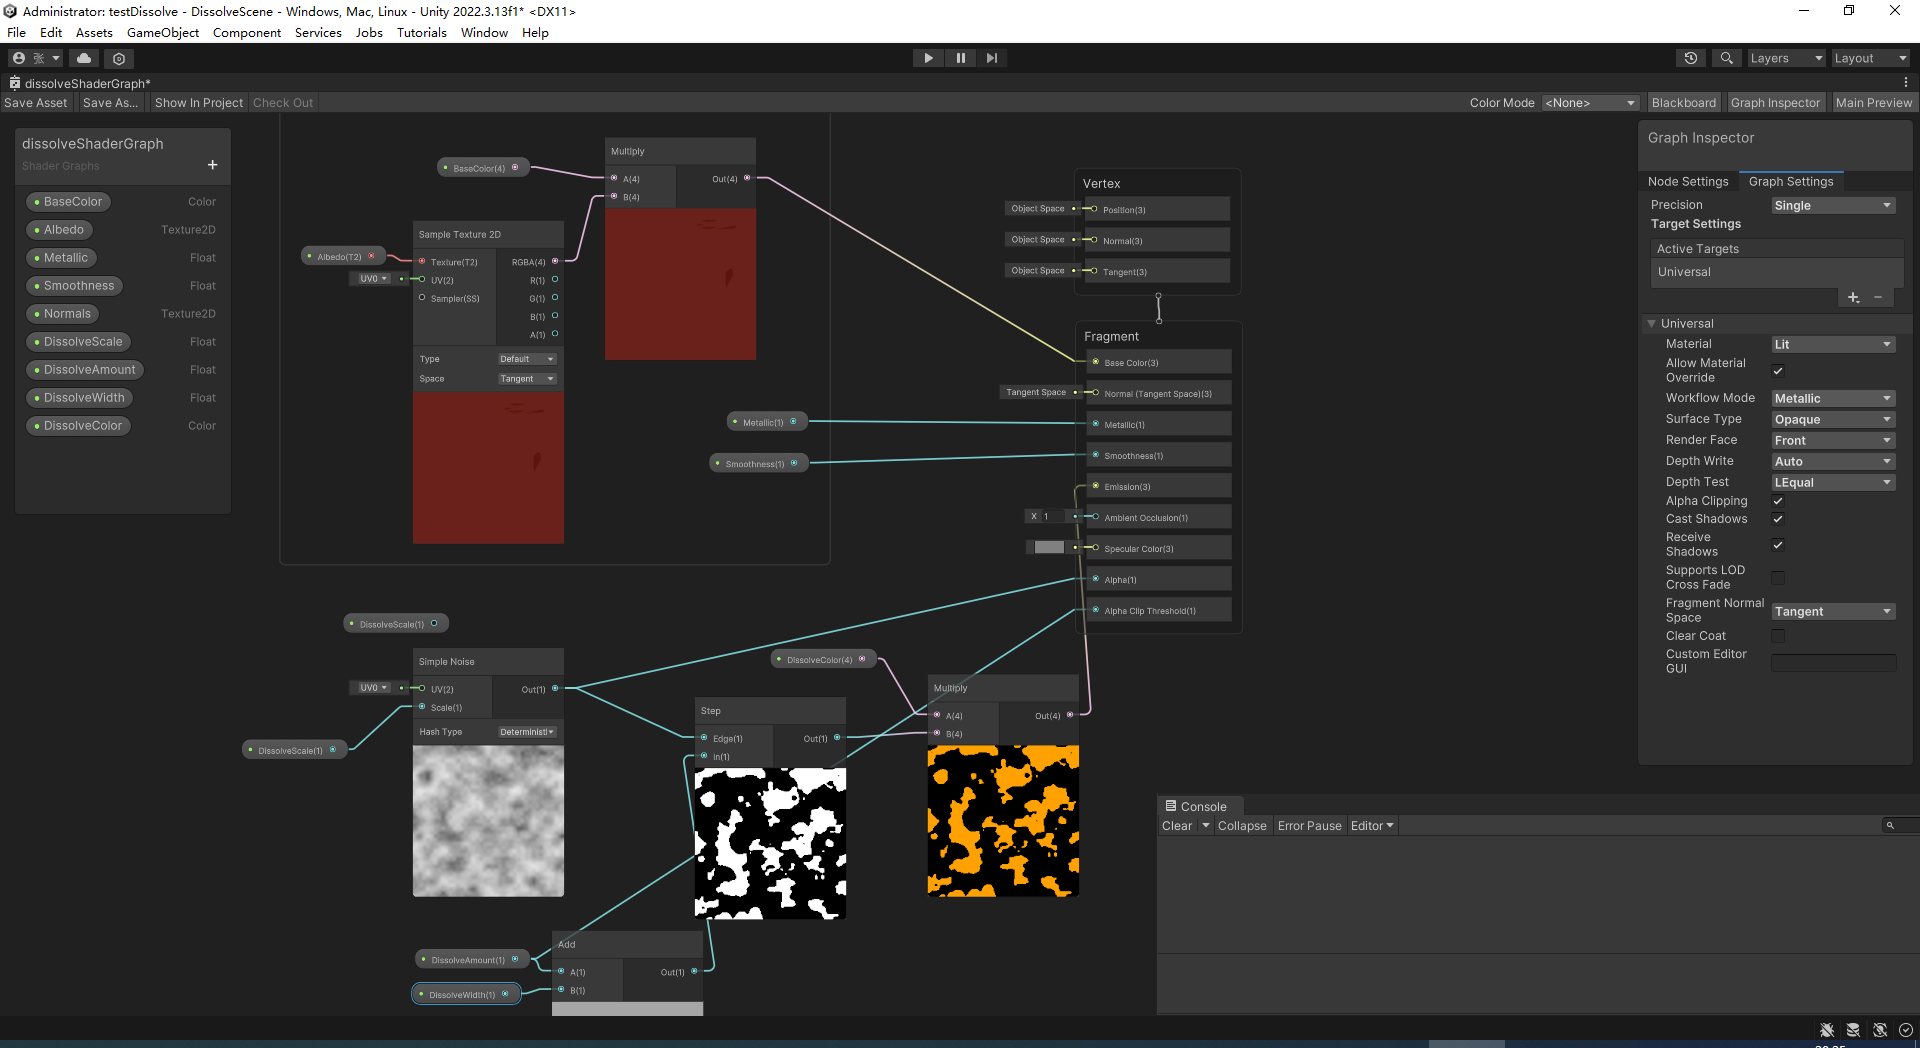 Administrator: testDissolve - DissolveScene - Windows, Mac, Linux - Unity 2022.3.13f1* <DX11>
File Edit Assets GameObject Component Services Jobs Tutorials Window Help
Layers Layout
dissolveShaderGraph*
Save Asset Save As... Show In Project Check Out Color Mode <None> Blackboard Graph Inspector Main Preview
dissolveShaderGraph
Shader Graphs
+
BaseColor Color
Albedo Texture2D
Metallic Float
Smoothness Float
Normals Texture2D
DissolveScale Float
DissolveAmount Float
DissolveWidth Float
DissolveColor Color
BaseColor(4)
Multiply
A(4) Out(4)
B(4)
Albedo(T2)
UV0
Sample Texture 2D
Texture(T2) RGBA(4)
UV(2) R(1)
Sampler(SS) G(1)
B(1)
A(1)
Type Default
Space Tangent
Metallic(1)
Smoothness(1)
Vertex
Object Space Position(3)
Object Space Normal(3)
Object Space Tangent(3)
Fragment
Base Color(3)
Tangent Space Normal (Tangent Space)(3)
Metallic(1)
Smoothness(1)
Emission(3)
X 1 Ambient Occlusion(1)
Specular Color(3)
Alpha(1)
Alpha Clip Threshold(1)
DissolveScale(1)
Simple Noise
UV0 UV(2) Out(1)
Scale(1)
Hash Type Deterministi
DissolveScale(1)
DissolveColor(4)
Step
Edge(1) Out(1)
In(1)
Multiply
A(4) Out(4)
B(4)
DissolveAmount(1)
DissolveWidth(1)
Add
A(1) Out(1)
B(1)
Graph Inspector
Node Settings Graph Settings
Precision Single
Target Settings
Active Targets
Universal
+ −
Universal
Material Lit
Allow Material
Override
Workflow Mode Metallic
Surface Type Opaque
Render Face Front
Depth Write Auto
Depth Test LEqual
Alpha Clipping
Cast Shadows
Receive
Shadows
Supports LOD
Cross Fade
Fragment Normal
Space Tangent
Clear Coat
Custom Editor
GUI
Console
Clear Collapse Error Pause Editor